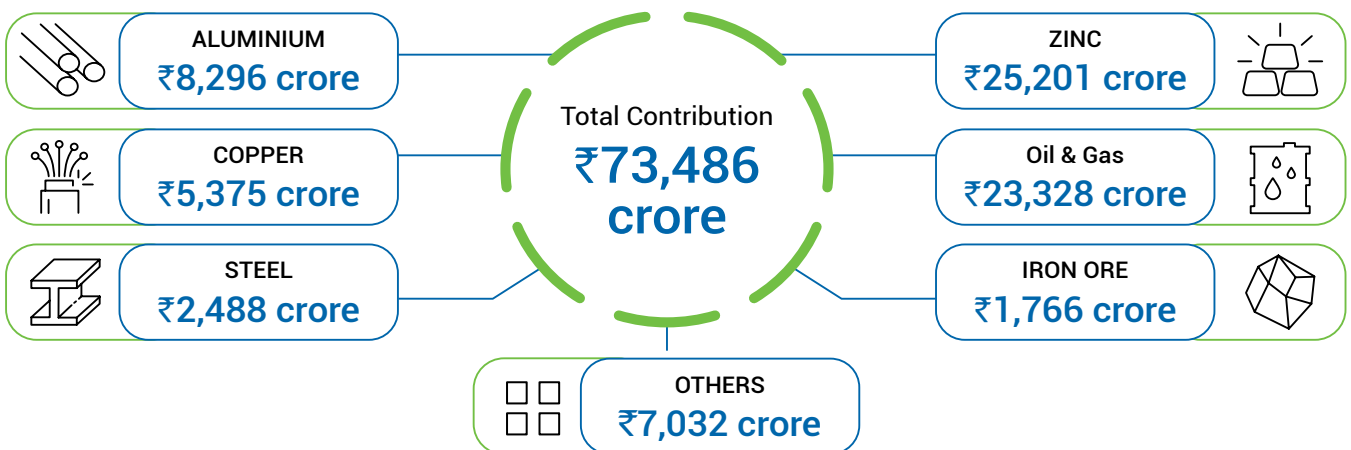 ALUMINIUM
₹8,296 crore
COPPER
₹5,375 crore
STEEL
₹2,488 crore
Total Contribution
₹73,486
crore
ZINC
₹25,201 crore
Oil & Gas
₹23,328 crore
IRON ORE
₹1,766 crore
OTHERS
₹7,032 crore